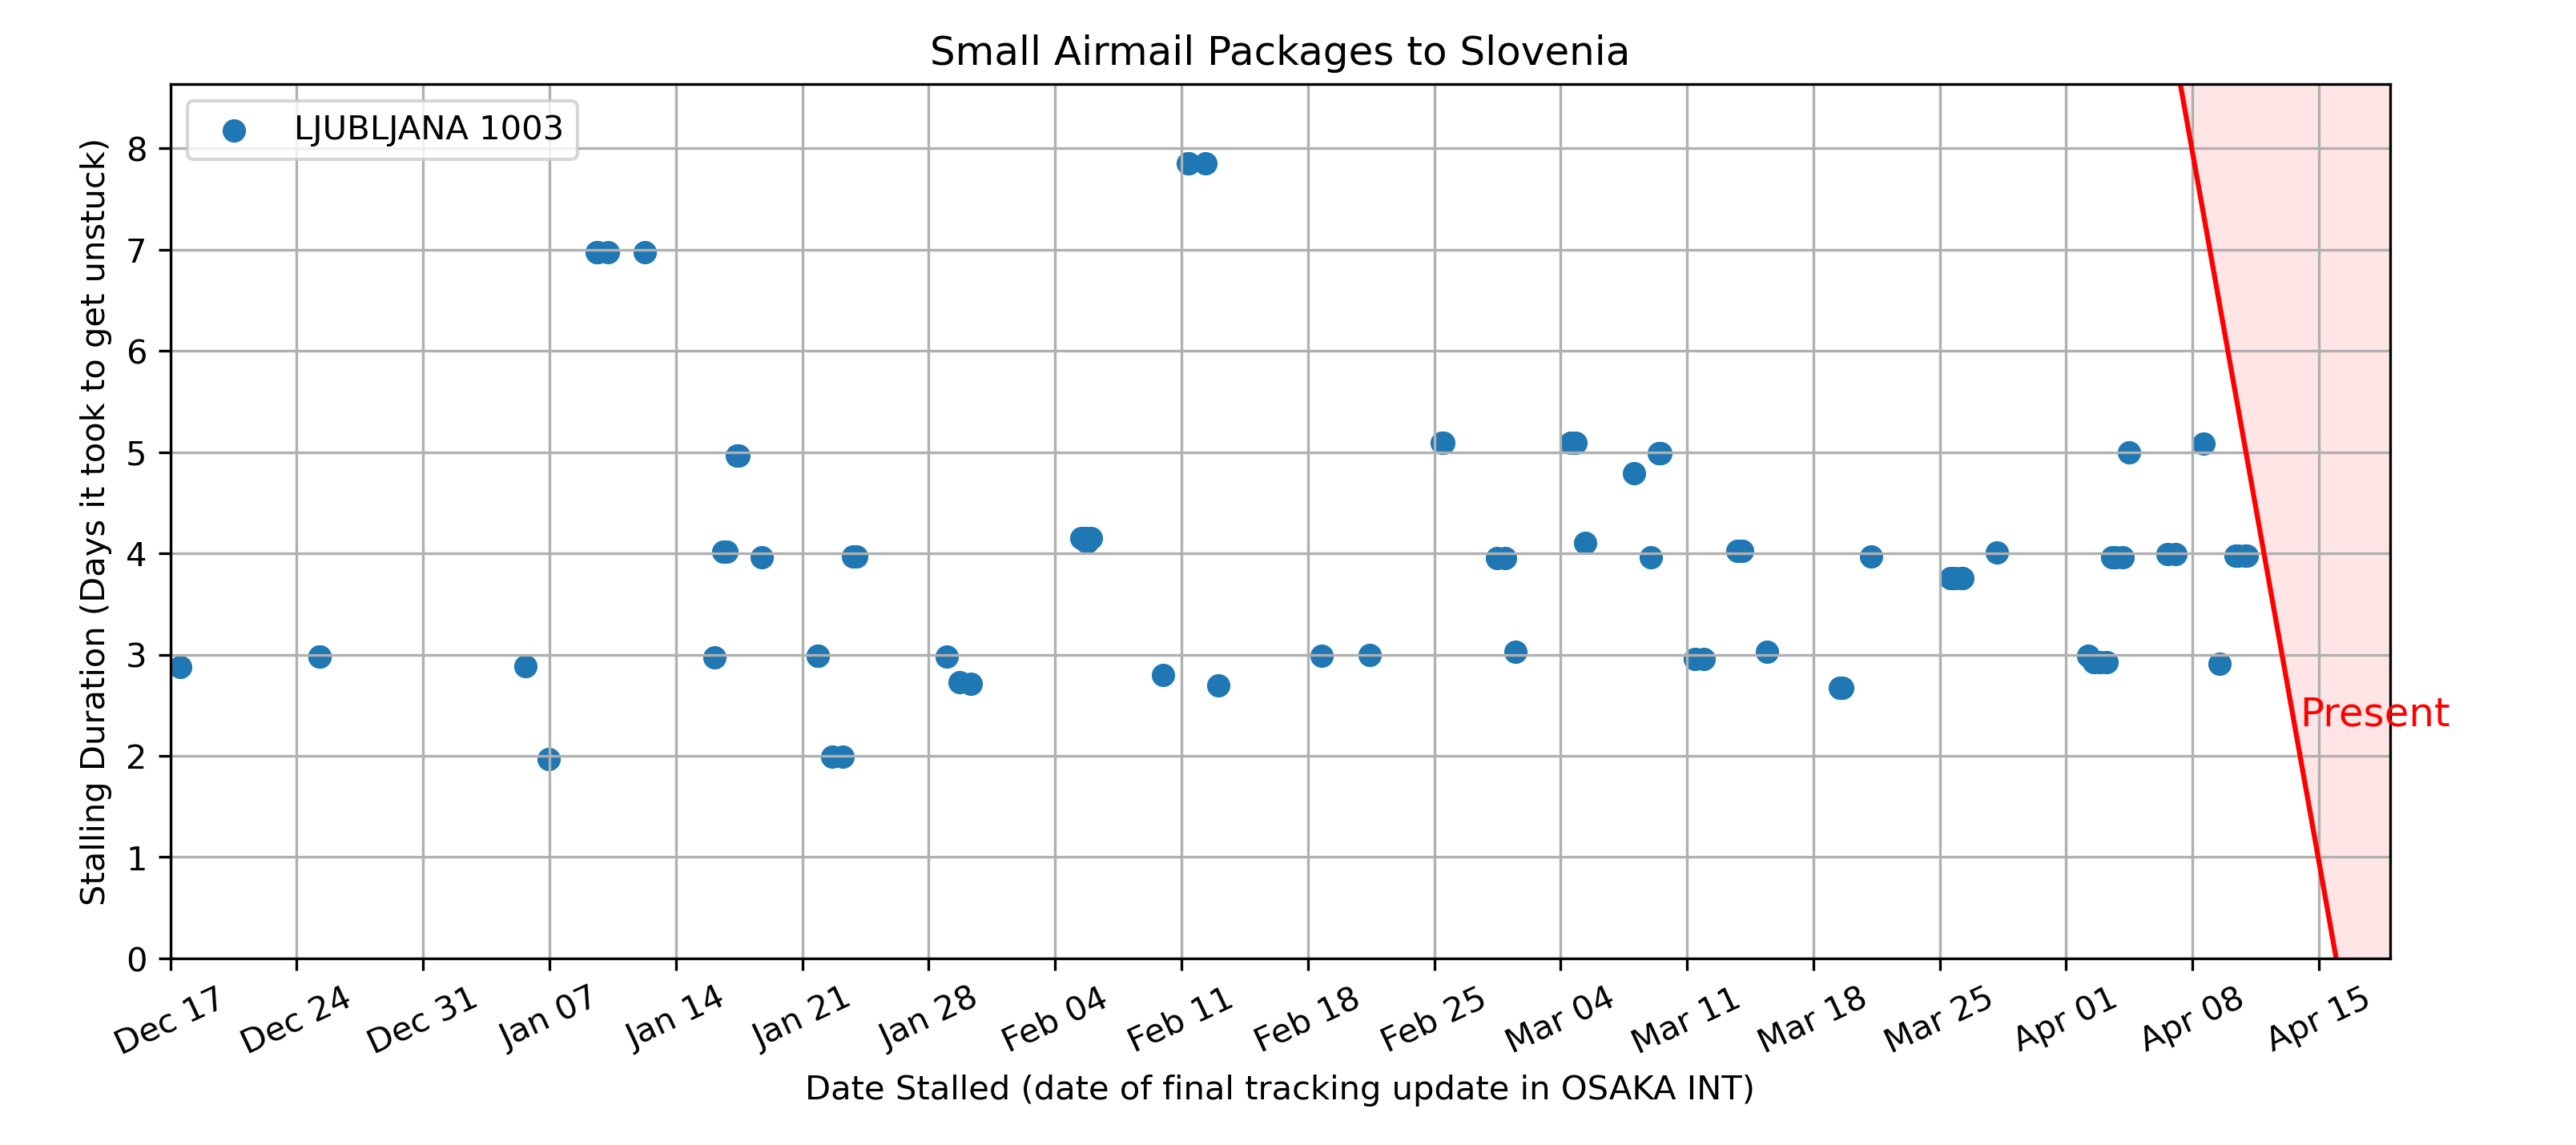 Small Airmail Packages to Slovenia
LJUBLJANA 1003
Stalling Duration (Days it took to get unstuck)
8
7
6
5
4
3
2
1
0
Present
Dec 17
Dec 24
Dec 31
Jan 07
Jan 14
Jan 21
Jan 28
Feb 04
Feb 11
Feb 18
Feb 25
Mar 04
Mar 11
Mar 18
Mar 25
Apr 01
Apr 08
Apr 15
Date Stalled (date of final tracking update in OSAKA INT)